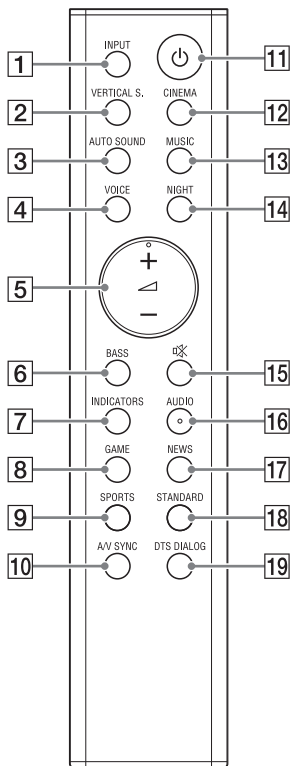 INPUT
1
11
VERTICAL S. CINEMA
2
12
AUTO SOUND MUSIC
3
13
VOICE NIGHT
4
14
+
5
–
BASS
6
15
INDICATORS AUDIO
7
16
GAME NEWS
8
17
SPORTS STANDARD
9
18
A/V SYNC DTS DIALOG
10
19